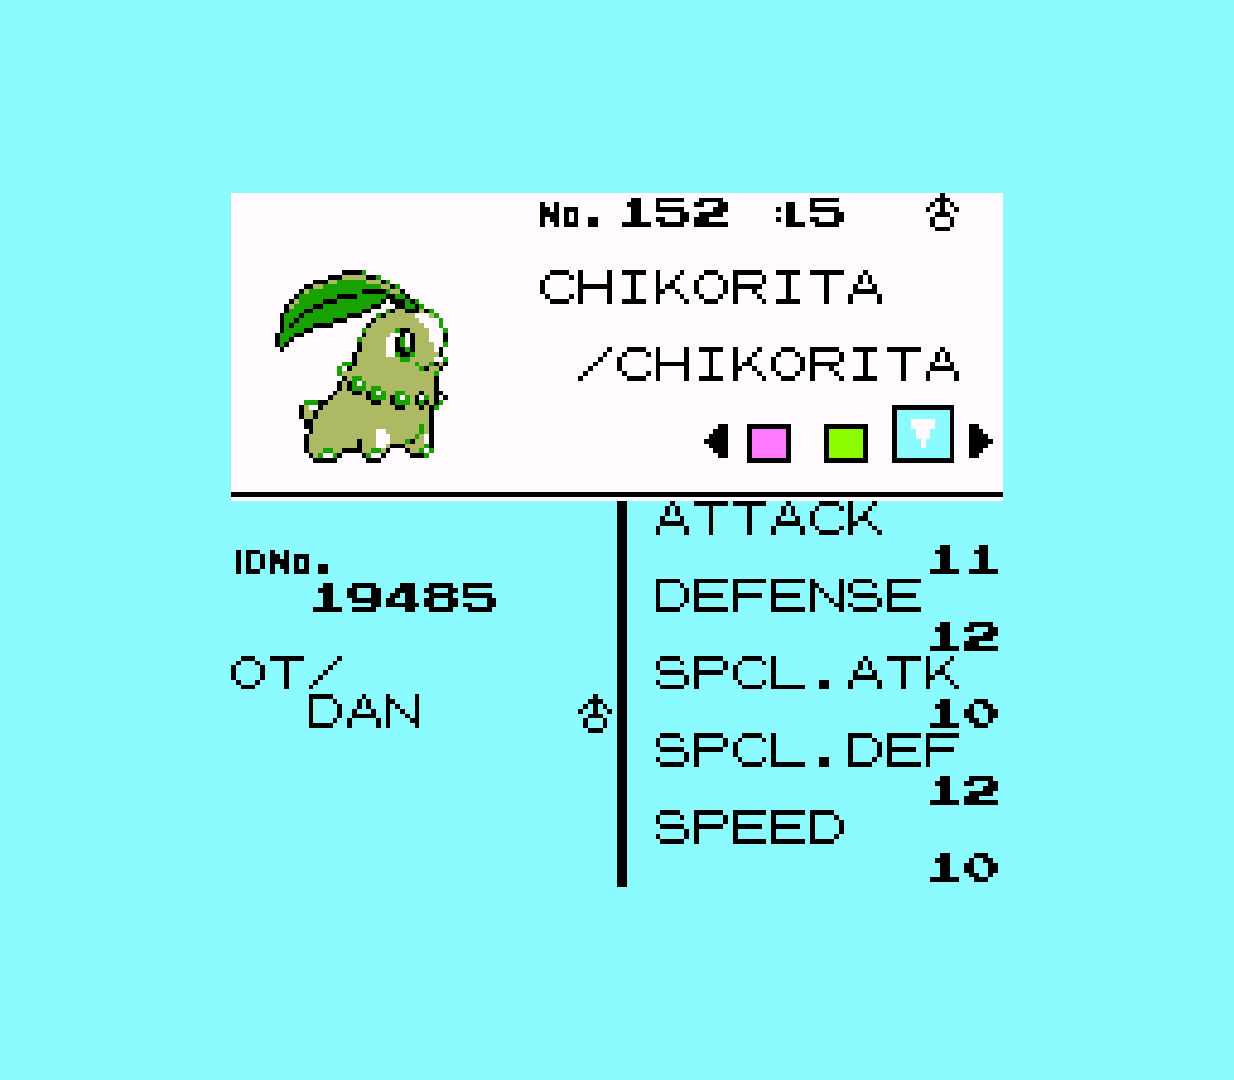 No. 152 :L5 ♂
CHIKORITA
/CHIKORITA
IDNo.
19485
OT/
DAN ♂
ATTACK
11
DEFENSE
12
SPCL.ATK
10
SPCL.DEF
12
SPEED
10